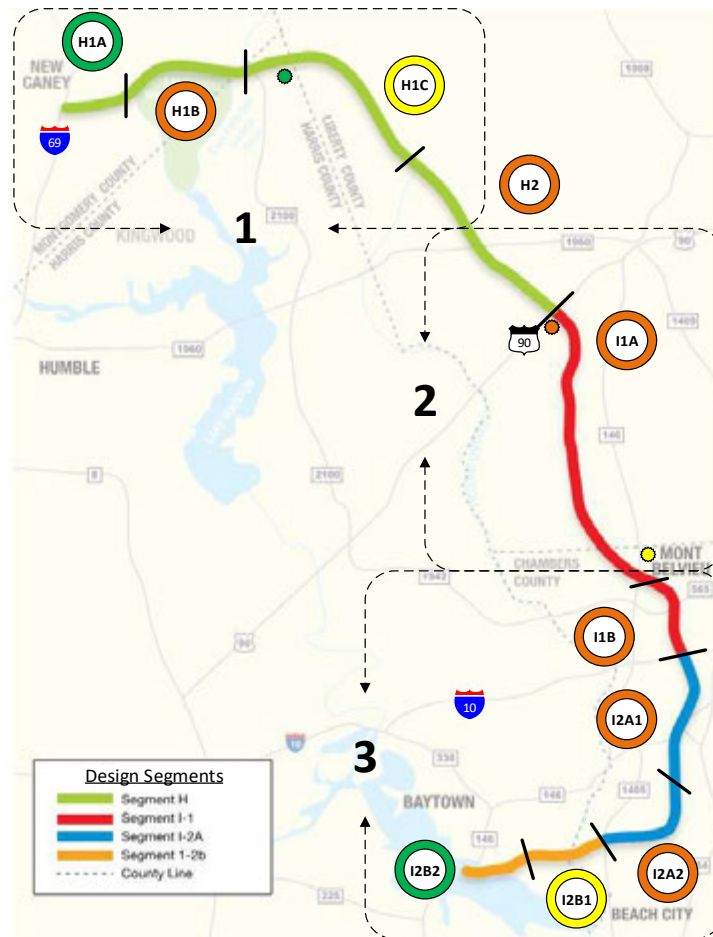 H1A
NEW
CANEY
H1B
H1C
69
1908
MONTGOMERY COUNTY
HARRIS COUNTY
LIBERTY COUNTY
HARRIS COUNTY
H2
KINGWOOD
1
2100
1960
90
1409
I1A
90
1960
HUMBLE
2
146
8
2100
MONT
BELVIEU
CHAMBERS
COUNTY
1942
565
I1B
90
10
I2A1
10
3
330
Design Segments
Segment H
Segment I-1
Segment I-2A
Segment 1-2b
County Line
BAYTOWN
146
1405
146
I2B2
I2B1
I2A2
225
BEACH CITY